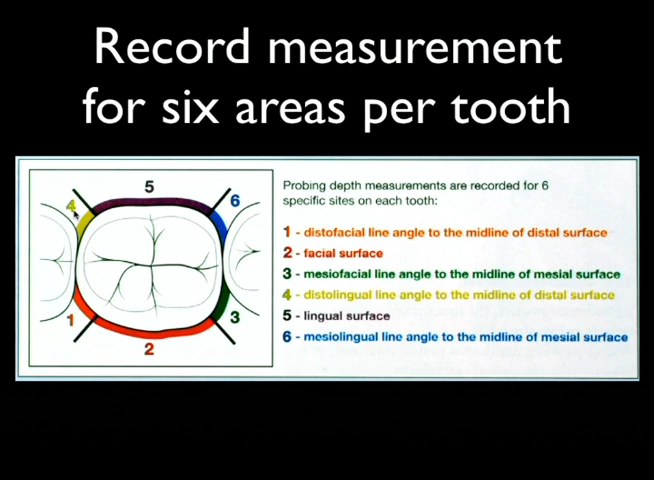 Record measurement
for six areas per tooth
5
4
6
1
3
2
Probing depth measurements are recorded for 6
specific sites on each tooth:
1 - distofacial line angle to the midline of distal surface
2 - facial surface
3 - mesiofacial line angle to the midline of mesial surface
4 - distolingual line angle to the midline of distal surface
5 - lingual surface
6 - mesiolingual line angle to the midline of mesial surface